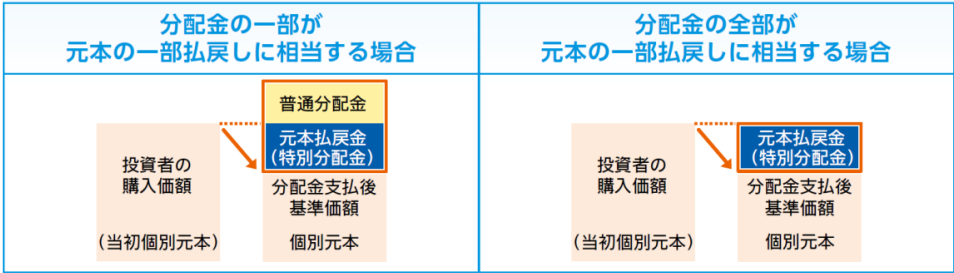 分配金の一部が
元本の一部払戻しに相当する場合
普通分配金
元本払戻金
(特別分配金)
投資者の
購入価額
(当初個別元本)
分配金支払後
基準価額
個別元本
分配金の全部が
元本の一部払戻しに相当する場合
元本払戻金
(特別分配金)
投資者の
購入価額
(当初個別元本)
分配金支払後
基準価額
個別元本